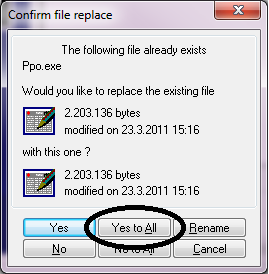 Confirm file replace
The following file already exists
Ppo.exe
Would you like to replace the existing file
2.203.136 bytes
modified on 23.3.2011 15:16
with this one ?
2.203.136 bytes
modified on 23.3.2011 15:16
Yes Yes to All Rename
No No to All Cancel